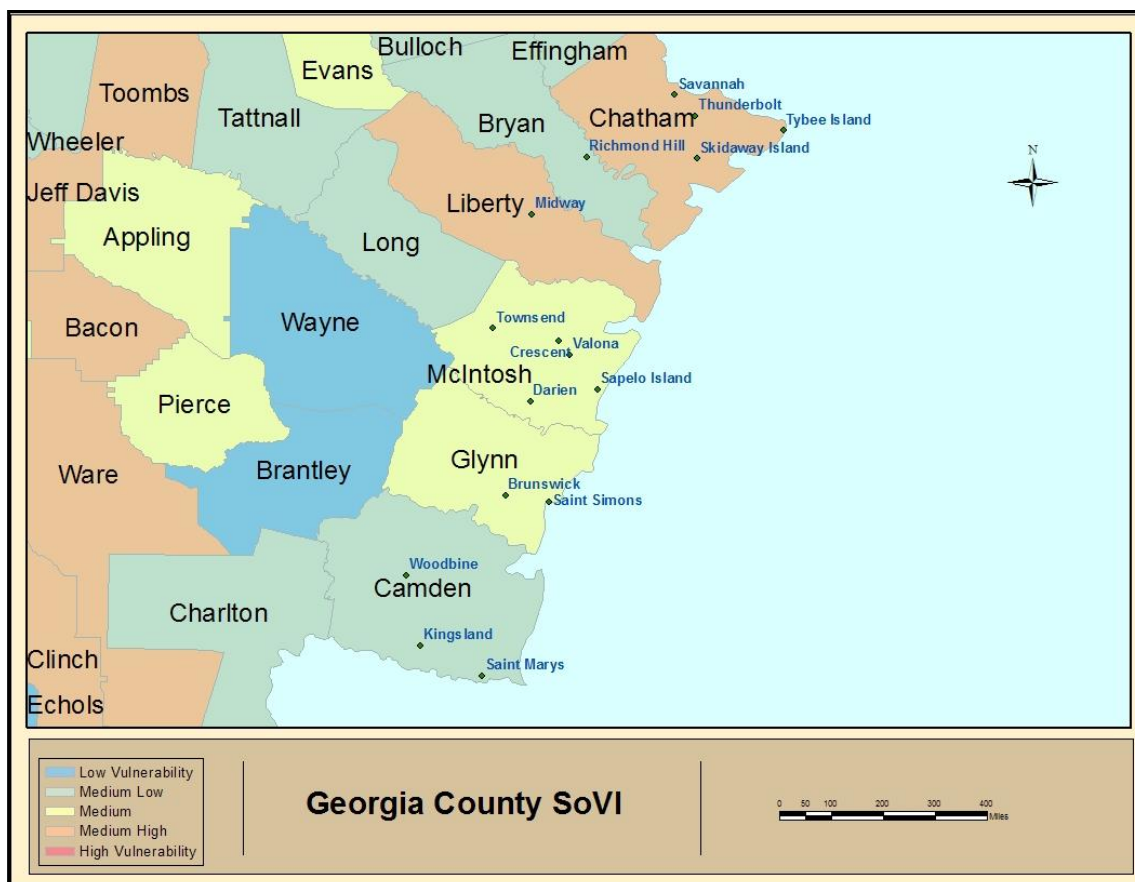 Bulloch
Effingham
Evans
Savannah
Toombs
Thunderbolt
Chatham
Tybee Island
Tattnall
Bryan
Wheeler
Richmond Hill
Skidaway Island
N
Jeff Davis
Liberty
Midway
Appling
Long
Wayne
Townsend
Bacon
Valona
Crescent
McIntosh
Sapelo Island
Darien
Pierce
Glynn
Ware
Brantley
Brunswick
Saint Simons
Woodbine
Camden
Charlton
Kingsland
Clinch
Saint Marys
Echols
Low Vulnerability
Medium Low
Medium
Medium High
High Vulnerability
Georgia County SoVI
0 50 100 200 300 400
Miles